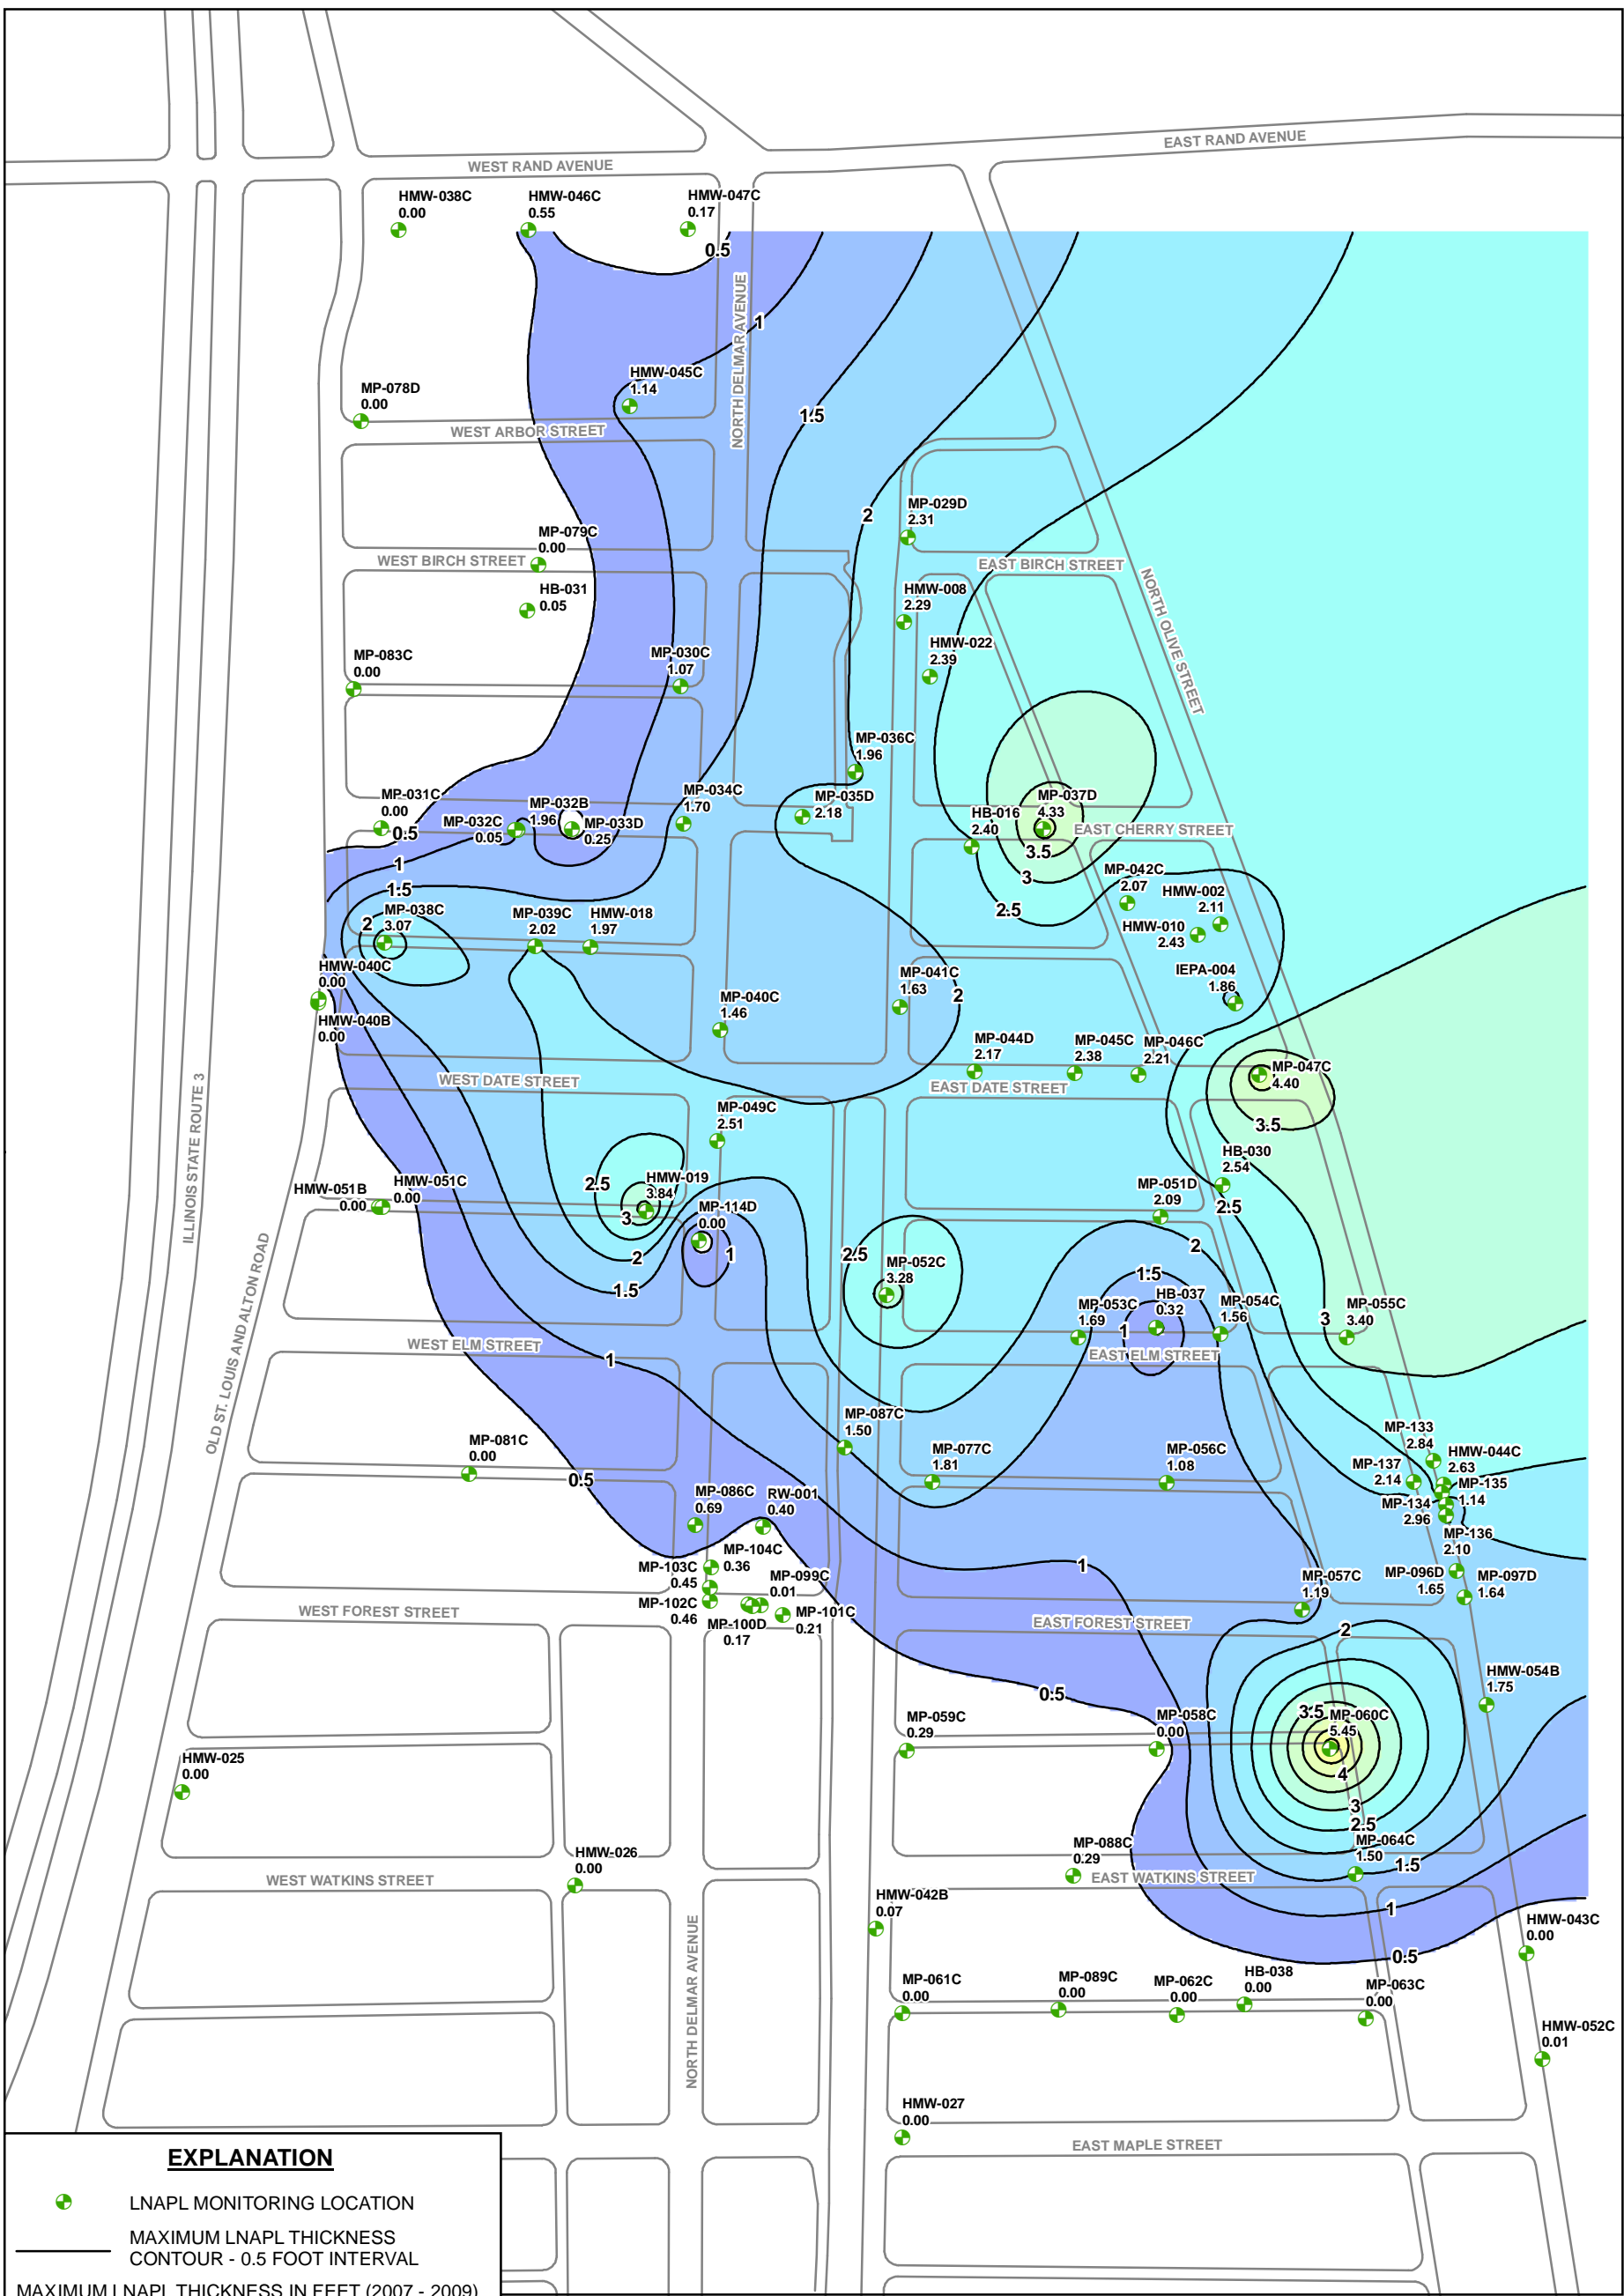 EAST RAND AVENUE
WEST RAND AVENUE
HMW-038C
0.00
HMW-046C
0.55
HMW-047C
0.17
0.5
NORTH DELMAR AVENUE
1
HMW-045C
1.14
MP-078D
0.00
1.5
WEST ARBOR STREET
2
MP-029D
2.31
MP-079C
0.00
WEST BIRCH STREET
EAST BIRCH STREET
HB-031
0.05
HMW-008
2.29
NORTH OLIVE STREET
HMW-022
2.39
MP-083C
0.00
MP-030C
1.07
MP-036C
1.96
MP-031C
0.00
0.5
MP-032C
0.05
MP-032B
1.96
MP-033D
0.25
MP-034C
1.70
MP-035D
2.18
MP-037D
4.33
HB-016
2.40
EAST CHERRY STREET
3.5
3
2.5
1
1.5
MP-042C
2.07
HMW-002
2.11
HMW-010
2.43
2
MP-038C
3.07
MP-039C
2.02
HMW-018
1.97
HMW-040C
0.00
HMW-040B
0.00
MP-040C
1.46
MP-041C
1.63
2
IEPA-004
1.86
MP-044D
2.17
MP-045C
2.38
MP-046C
2.21
MP-047C
4.40
3.5
WEST DATE STREET
EAST DATE STREET
ILLINOIS STATE ROUTE 3
MP-049C
2.51
HB-030
2.54
2.5
MP-051D
2.09
HMW-051B
0.00
HMW-051C
0.00
2.5
HMW-019
3.84
3
MP-114D
0.00
1
2
1.5
OLD ST. LOUIS AND ALTON ROAD
2.5
MP-052C
3.28
2
1.5
MP-053C
1.69
1
HB-037
0.32
MP-054C
1.56
3
MP-055C
3.40
WEST ELM STREET
EAST ELM STREET
1
MP-087C
1.50
MP-081C
0.00
0.5
MP-077C
1.81
MP-056C
1.08
MP-133
2.84
HMW-044C
2.63
MP-137
2.14
MP-135
1.14
MP-134
2.96
MP-136
2.10
MP-086C
0.69
RW-001
0.40
MP-104C
0.36
MP-103C
0.45
MP-102C
0.46
MP-099C
0.01
MP-100D
0.17
MP-101C
0.21
1
MP-096D
1.65
MP-097D
1.64
MP-057C
1.19
WEST FOREST STREET
EAST FOREST STREET
2
0.5
HMW-054B
1.75
MP-059C
0.29
MP-058C
0.00
3.5
MP-060C
5.45
4
3
2.5
HMW-025
0.00
MP-064C
1.50
1.5
HMW-026
0.00
MP-088C
0.29
WEST WATKINS STREET
EAST WATKINS STREET
1
HMW-042B
0.07
NORTH DELMAR AVENUE
0.5
HMW-043C
0.00
MP-061C
0.00
MP-089C
0.00
MP-062C
0.00
HB-038
0.00
MP-063C
0.00
HMW-052C
0.01
HMW-027
0.00
EAST MAPLE STREET
EXPLANATION
LNAPL MONITORING LOCATION
MAXIMUM LNAPL THICKNESS
CONTOUR - 0.5 FOOT INTERVAL
MAXIMUM LNAPL THICKNESS IN FEET (2007 - 2009)